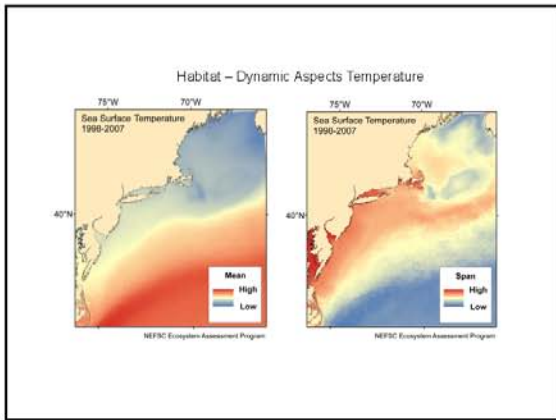 Habitat – Dynamic Aspects Temperature
75°W
70°W
Sea Surface Temperature
1998-2007
40°N
Mean
High
Low
NEFSC Ecosystem Assessment Program
75°W
70°W
Sea Surface Temperature
1998-2007
40°N
Span
High
Low
NEFSC Ecosystem Assessment Program